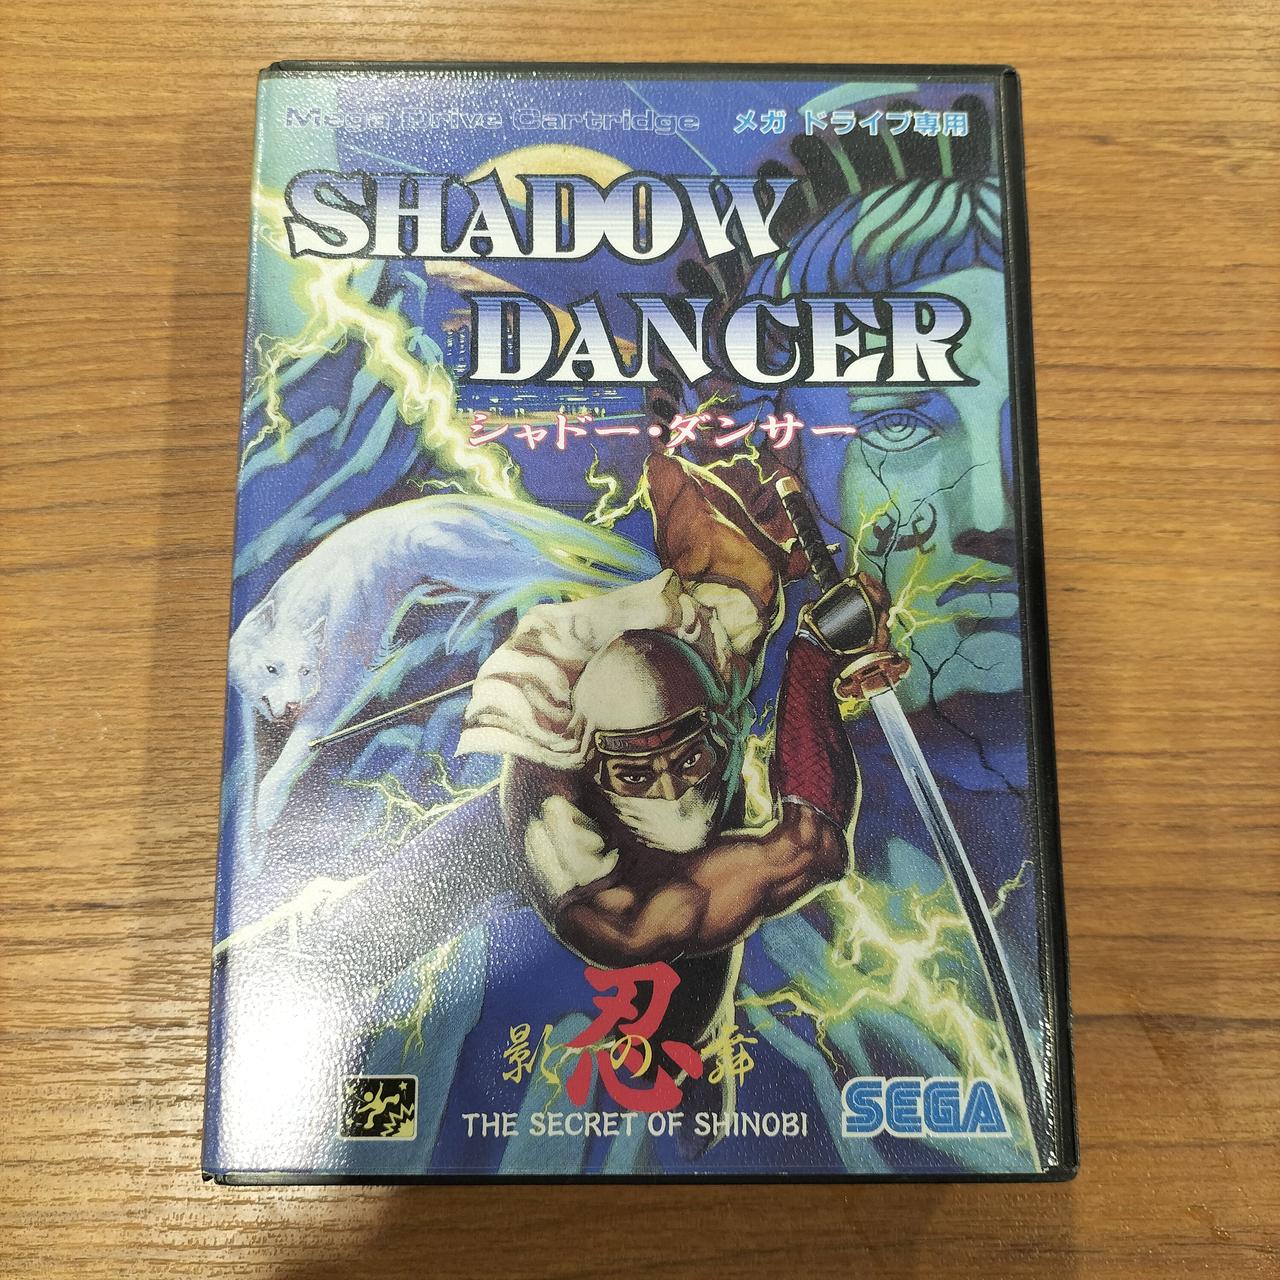 Mega Drive Cartridge メガドライブ専用
SHADOW
DANCER
シャドー・ダンサー
忍
影の舞
THE SECRET OF SHINOBI
SEGA